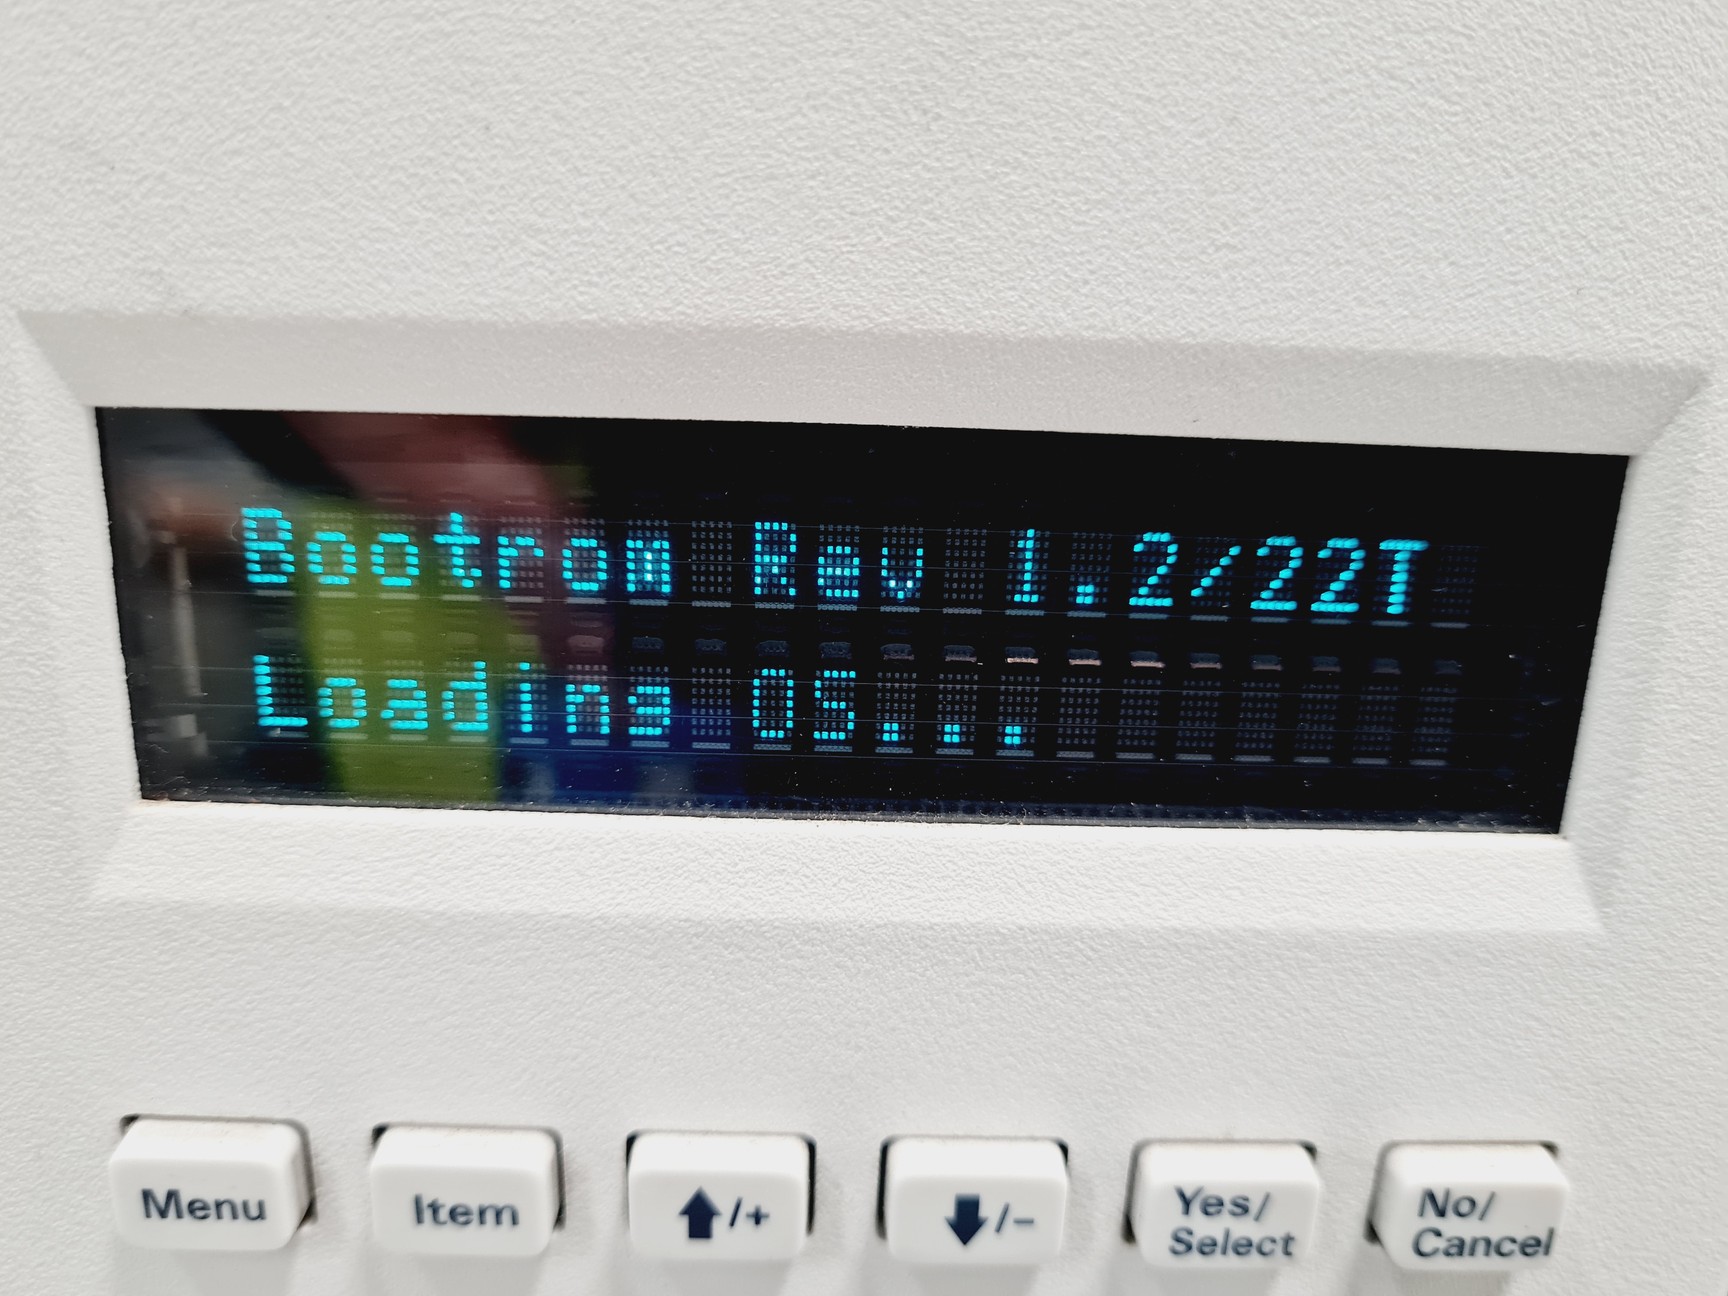 Bootrom Rev 1.2/22T
Loading OS...
Menu
Item
⬆/+
⬇/-
Yes/
Select
No/
Cancel